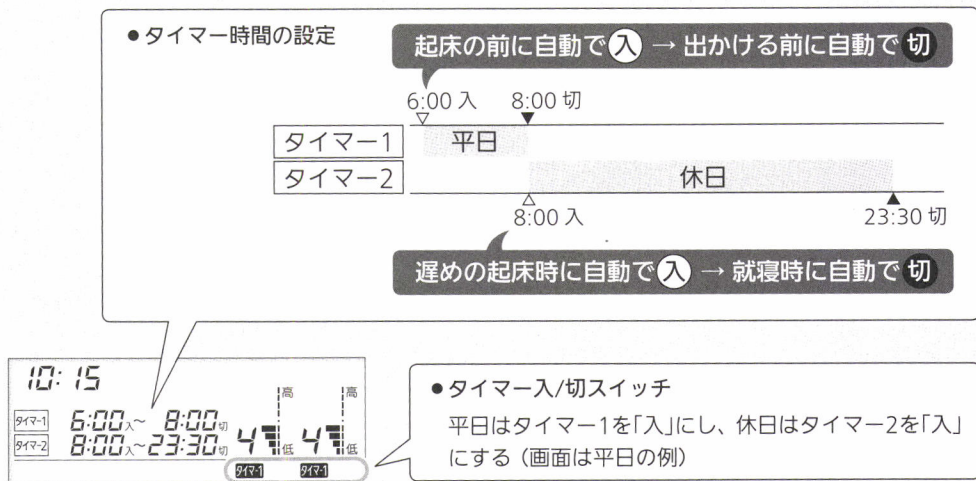 ●タイマー時間の設定
起床の前に自動で入 → 出かける前に自動で切
6:00 入 8:00 切
タイマー1 平日
タイマー2 休日
8:00 入 23:30 切
遅めの起床時に自動で入 → 就寝時に自動で切
10:15
高 高
タイマー1 6:00入~ 8:00切
タイマー2 8:00入~23:30切 4 低 4 低
タイマー1 タイマー1
●タイマー入/切スイッチ
平日はタイマー1を「入」にし、休日はタイマー2を「入」
にする（画面は平日の例）